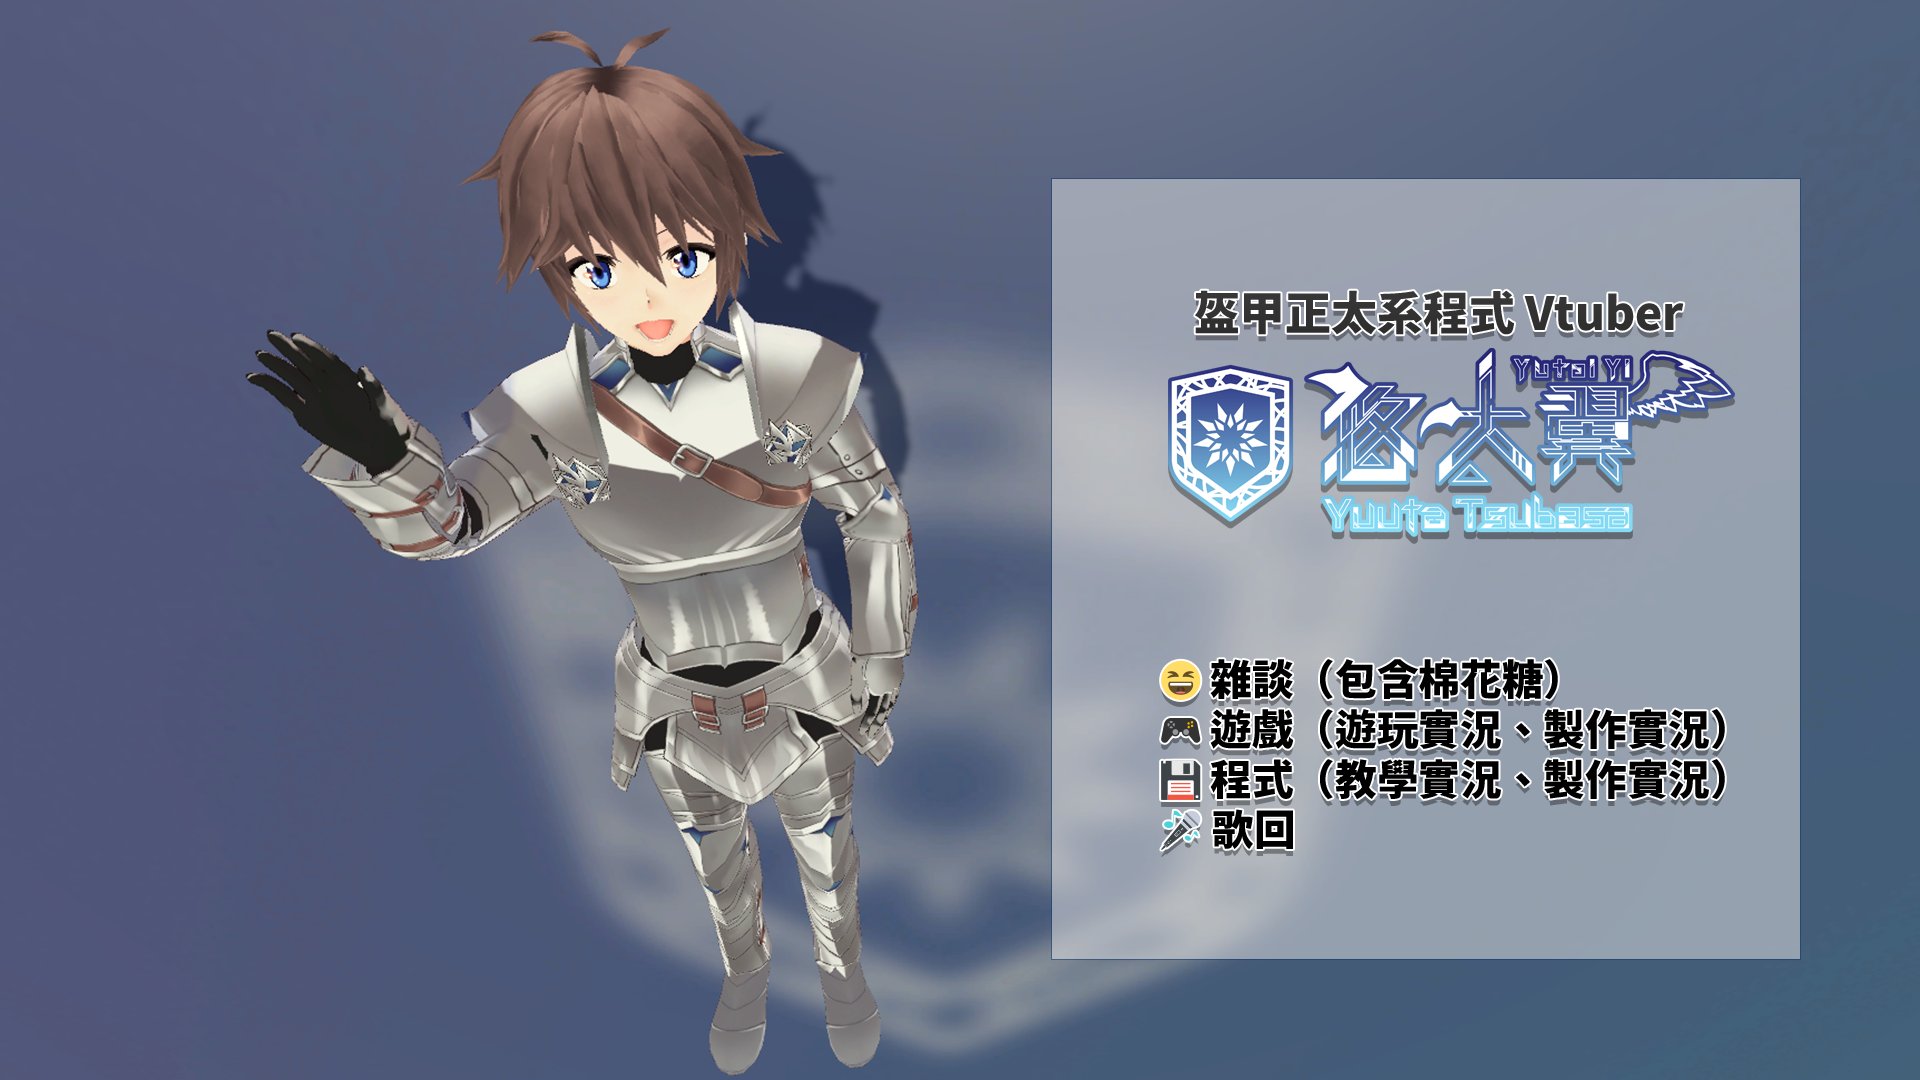 盔甲正太系程式 Vtuber
Yutai Yi
悠太翼
Yuuta Tsubasa
雜談（包含棉花糖）
遊戲（遊玩實況、製作實況）
程式（教學實況、製作實況）
歌回